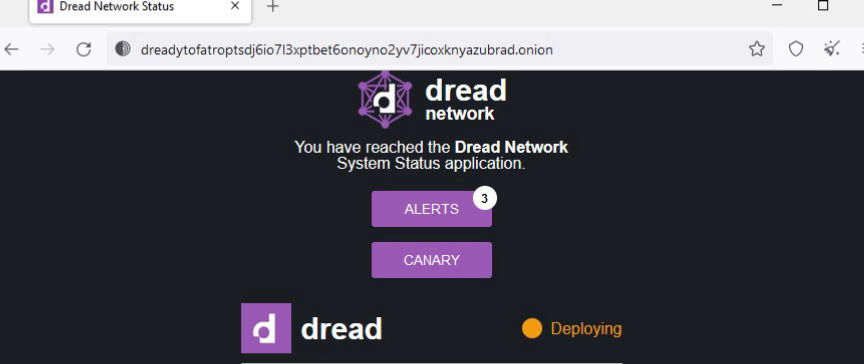 Dread Network Status
dreadytofatroptsdj6io7l3xptbet6onoyno2yv7jicoxknyazubrad.onion
dread
network
You have reached the Dread Network
System Status application.
ALERTS
3
CANARY
dread
Deploying